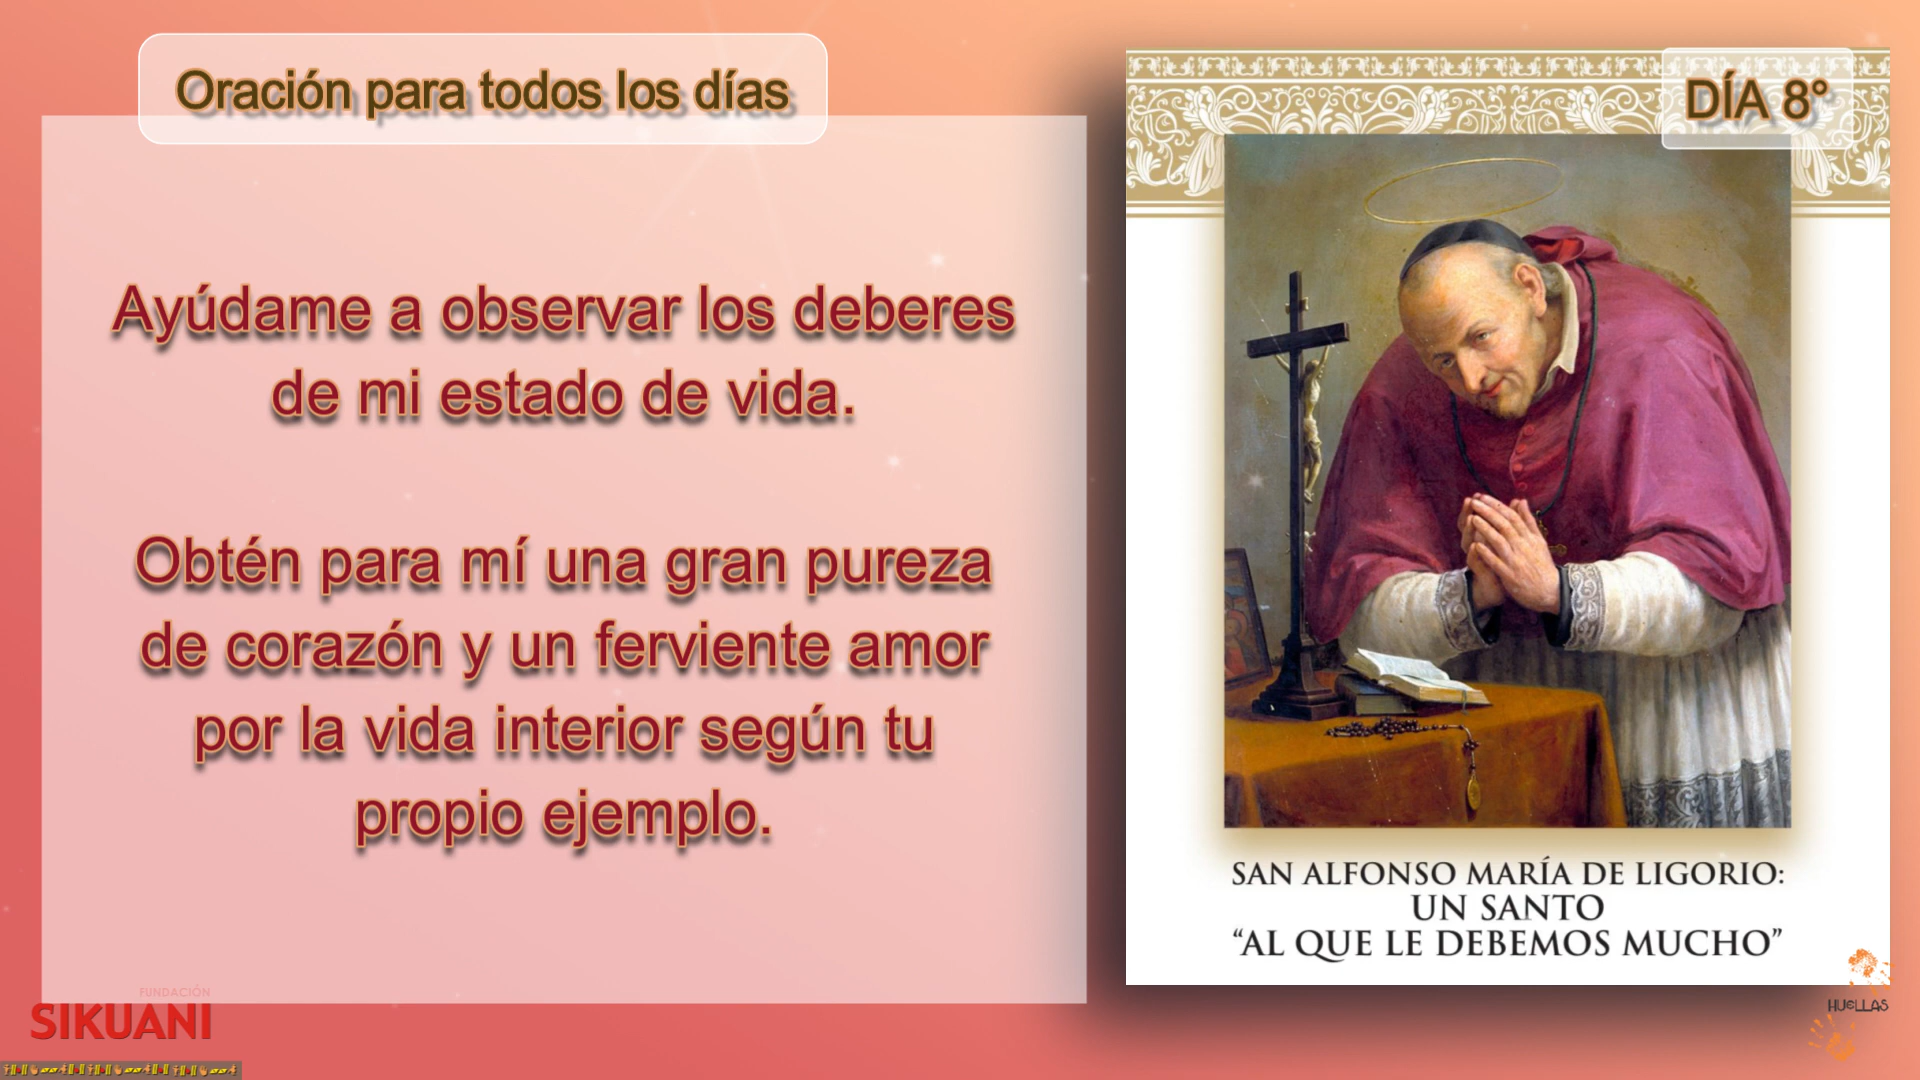 Oración para todos los días
DÍA 8°
Ayúdame a observar los deberes
de mi estado de vida.
Obtén para mí una gran pureza
de corazón y un ferviente amor
por la vida interior según tu
propio ejemplo.
SAN ALFONSO MARÍA DE LIGORIO:
UN SANTO
“AL QUE LE DEBEMOS MUCHO”
FUNDACIÓN
SIKUANI
HUELLAS